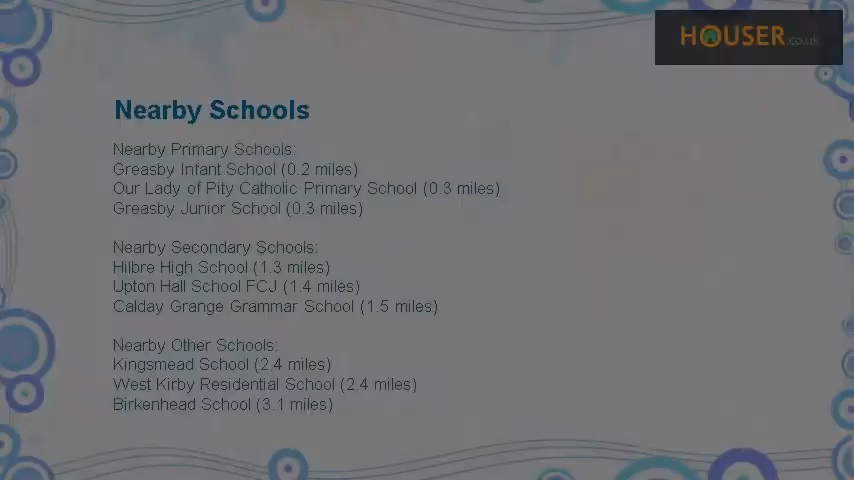 HOUSER.co.uk
Nearby Schools
Nearby Primary Schools:
Greasby Infant School (0.2 miles)
Our Lady of Pity Catholic Primary School (0.3 miles)
Greasby Junior School (0.3 miles)
Nearby Secondary Schools:
Hilbre High School (1.3 miles)
Upton Hall School FCJ (1.4 miles)
Calday Grange Grammar School (1.5 miles)
Nearby Other Schools:
Kingsmead School (2.4 miles)
West Kirby Residential School (2.4 miles)
Birkenhead School (3.1 miles)